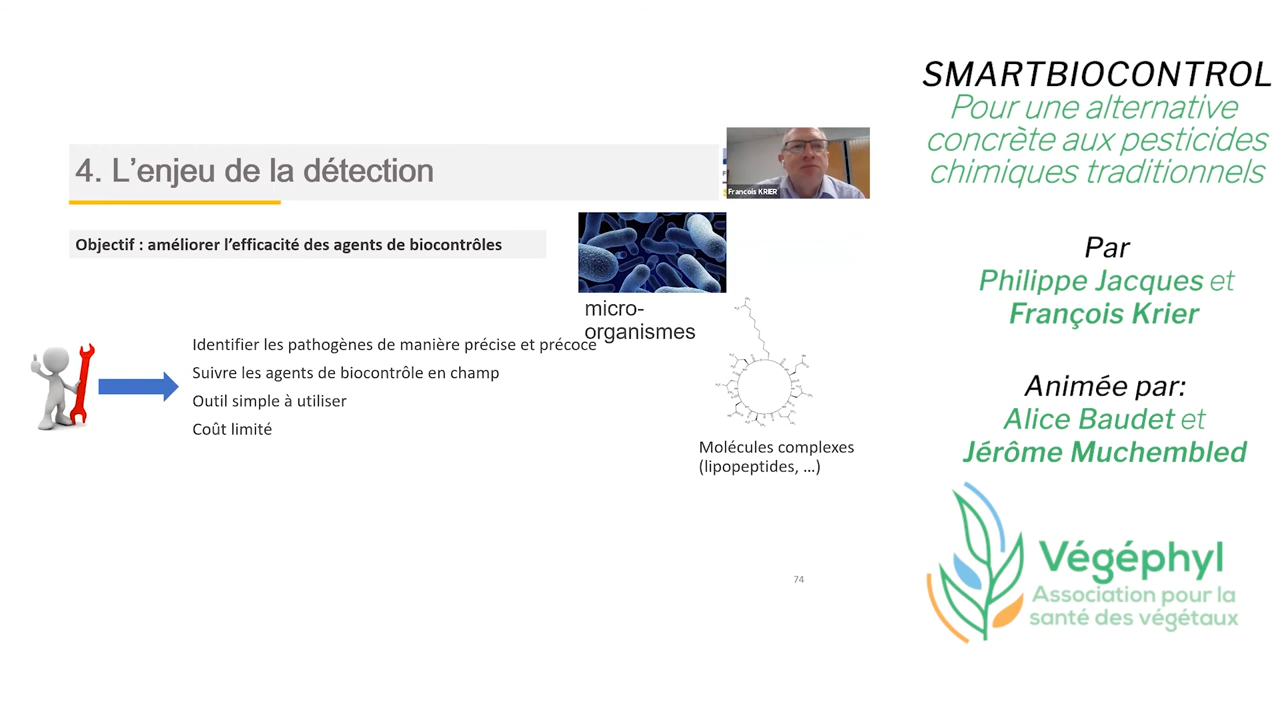 4. L'enjeu de la détection
François KRIER
Objectif : améliorer l'efficacité des agents de biocontrôles
micro-
organismes
Identifier les pathogènes de manière précise et précoce
Suivre les agents de biocontrôle en champ
Outil simple à utiliser
Coût limité
Molécules complexes
(lipopeptides, ...)
74
SMARTBIOCONTROL
Pour une alternative
concrète aux pesticides
chimiques traditionnels
Par
Philippe Jacques et
François Krier
Animée par:
Alice Baudet et
Jérôme Muchembled
Végéphyl
Association pour la
santé des végétaux